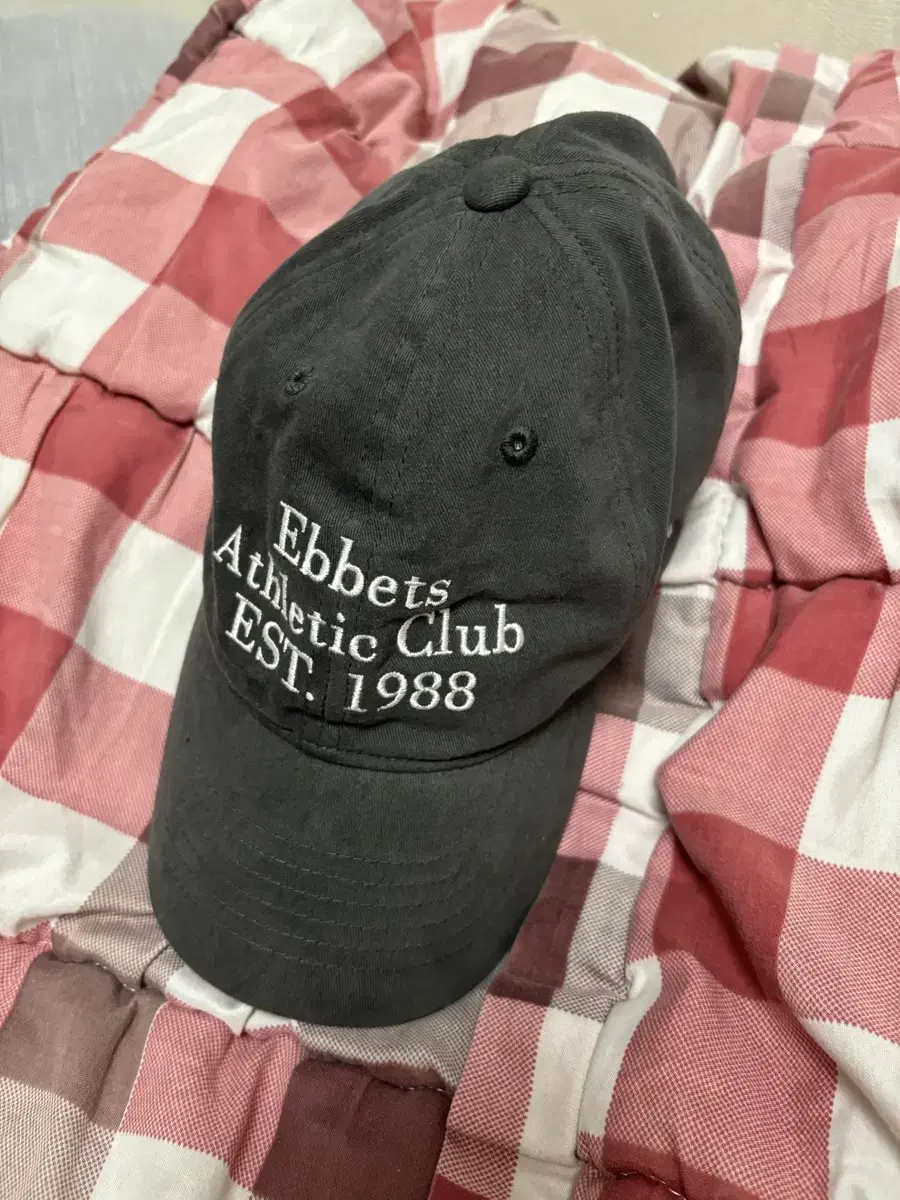 Ebbets
Athletic Club
EST. 1988